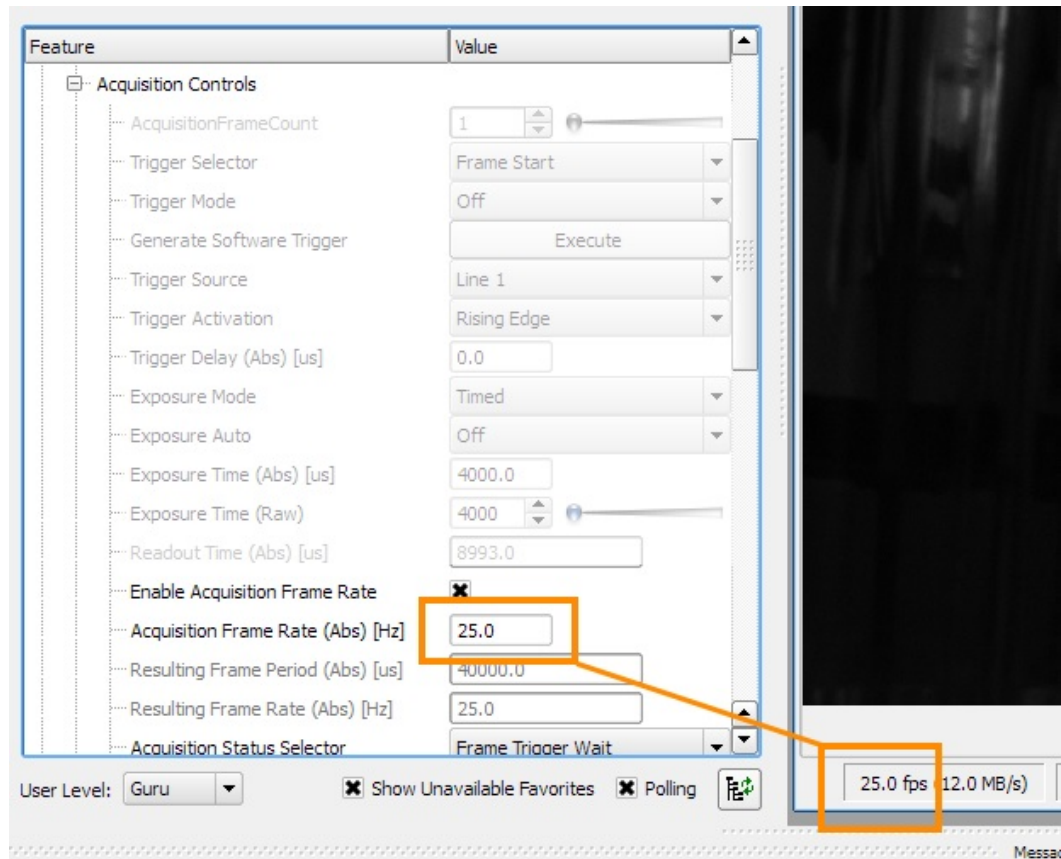 Feature Value
Acquisition Controls
AcquisitionFrameCount 1
Trigger Selector Frame Start
Trigger Mode Off
Generate Software Trigger Execute
Trigger Source Line 1
Trigger Activation Rising Edge
Trigger Delay (Abs) [us] 0.0
Exposure Mode Timed
Exposure Auto Off
Exposure Time (Abs) [us] 4000.0
Exposure Time (Raw) 4000
Readout Time (Abs) [us] 8993.0
Enable Acquisition Frame Rate
Acquisition Frame Rate (Abs) [Hz] 25.0
Resulting Frame Period (Abs) [us] 40000.0
Resulting Frame Rate (Abs) [Hz] 25.0
Acquisition Status Selector Frame Trigger Wait
User Level: Guru Show Unavailable Favorites Polling 25.0 fps (12.0 MB/s)
Messa